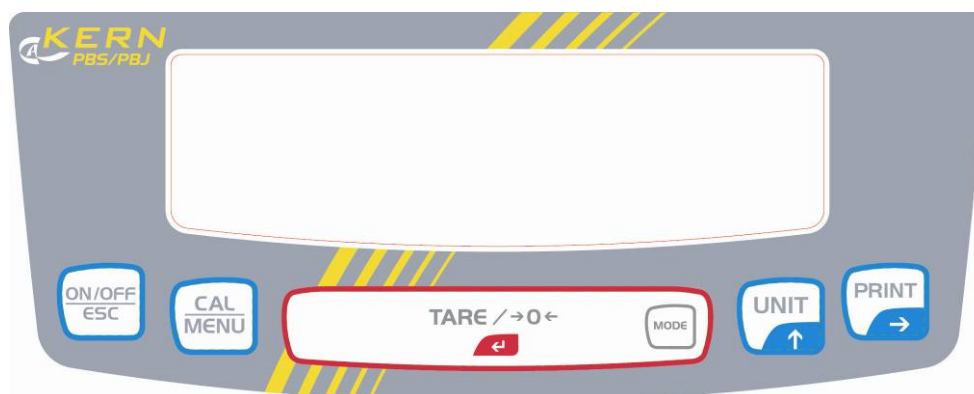 KERN
PBS/PBJ
ON/OFF
ESC
CAL
MENU
TARE /→0←
MODE
UNIT
PRINT